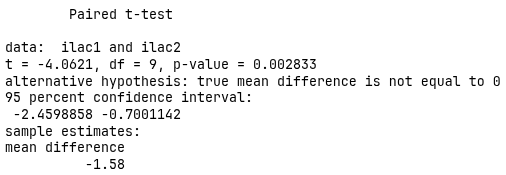 Paired t-test
data:  ilac1 and ilac2
t = -4.0621, df = 9, p-value = 0.002833
alternative hypothesis: true mean difference is not equal to 0
95 percent confidence interval:
 -2.4598858 -0.7001142
sample estimates:
mean difference
          -1.58